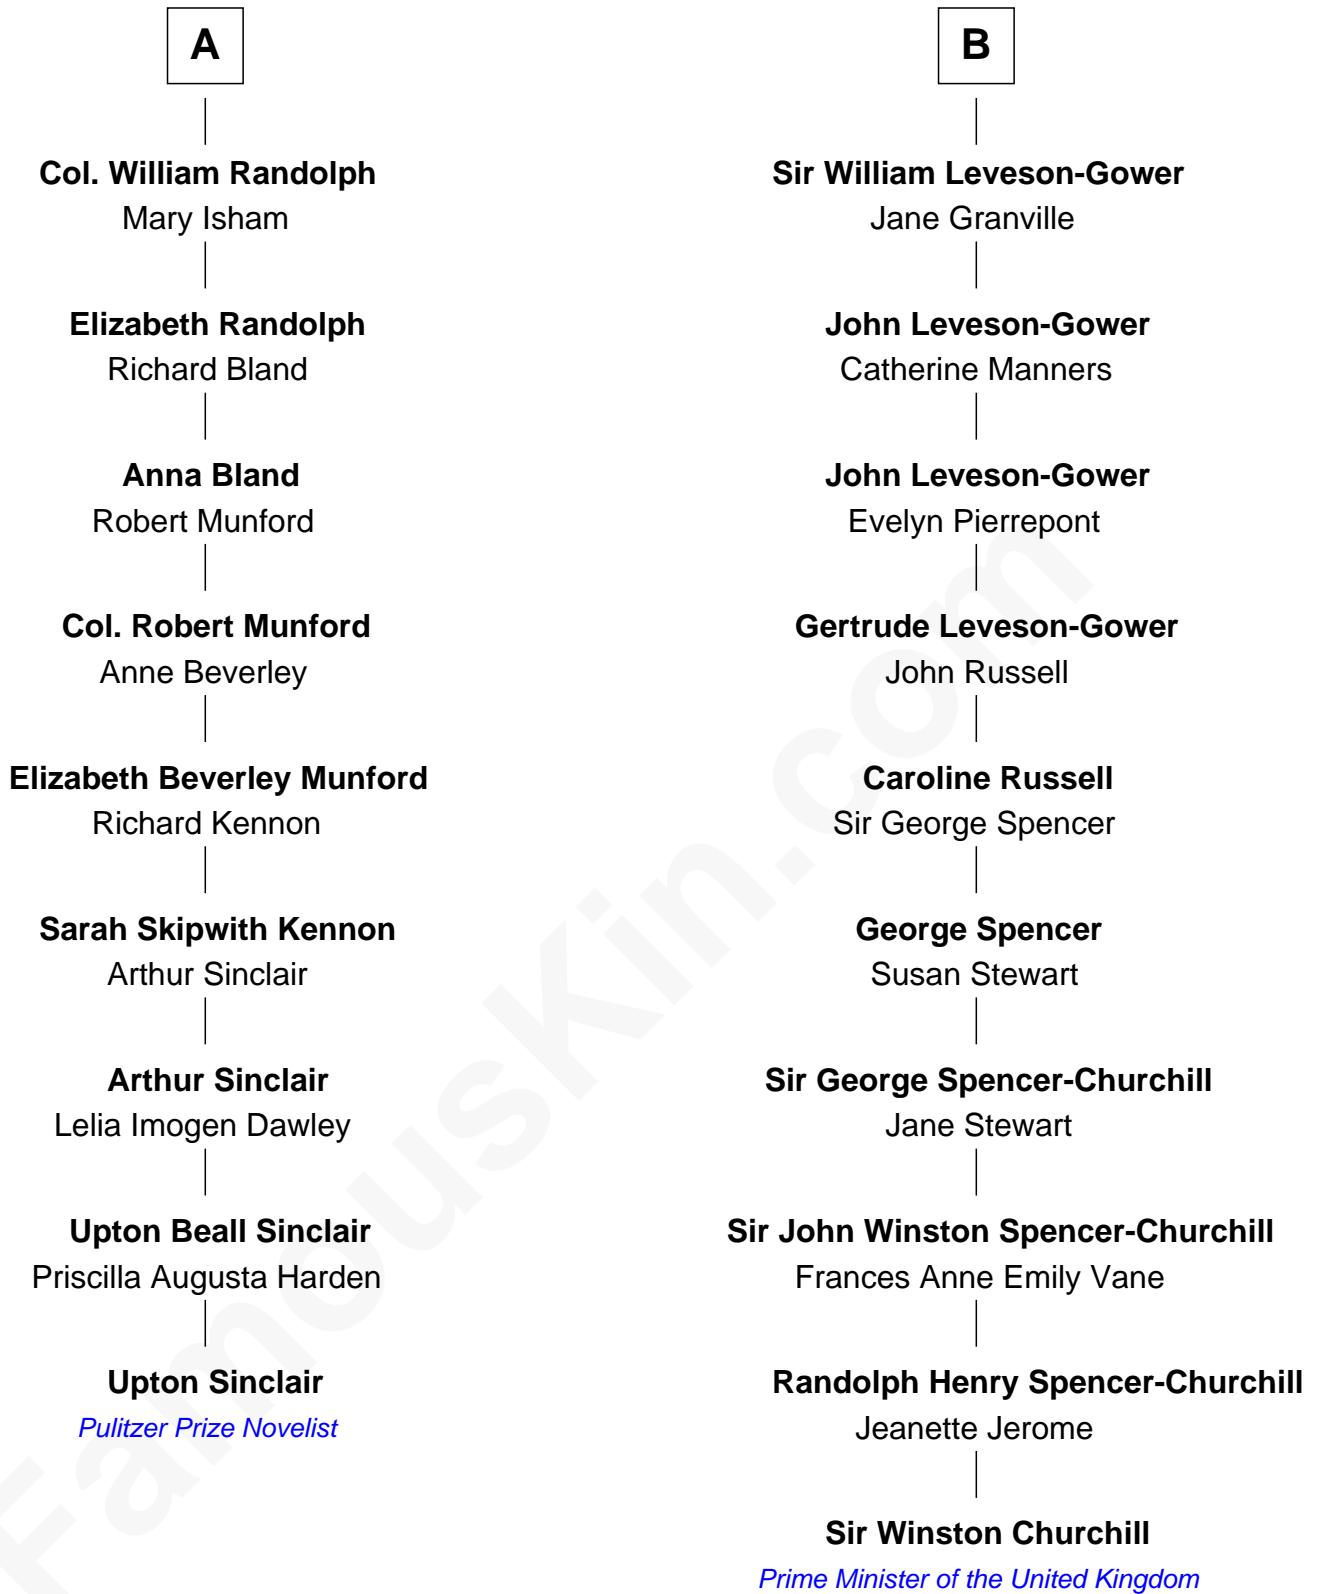 A
Col. William Randolph
Mary Isham
Elizabeth Randolph
Richard Bland
Anna Bland
Robert Munford
Col. Robert Munford
Anne Beverley
Elizabeth Beverley Munford
Richard Kennon
Sarah Skipwith Kennon
Arthur Sinclair
Arthur Sinclair
Lelia Imogen Dawley
Upton Beall Sinclair
Priscilla Augusta Harden
Upton Sinclair
Pulitzer Prize Novelist
B
Sir William Leveson-Gower
Jane Granville
John Leveson-Gower
Catherine Manners
John Leveson-Gower
Evelyn Pierrepont
Gertrude Leveson-Gower
John Russell
Caroline Russell
Sir George Spencer
George Spencer
Susan Stewart
Sir George Spencer-Churchill
Jane Stewart
Sir John Winston Spencer-Churchill
Frances Anne Emily Vane
Randolph Henry Spencer-Churchill
Jeanette Jerome
Sir Winston Churchill
Prime Minister of the United Kingdom
FamousKin.com